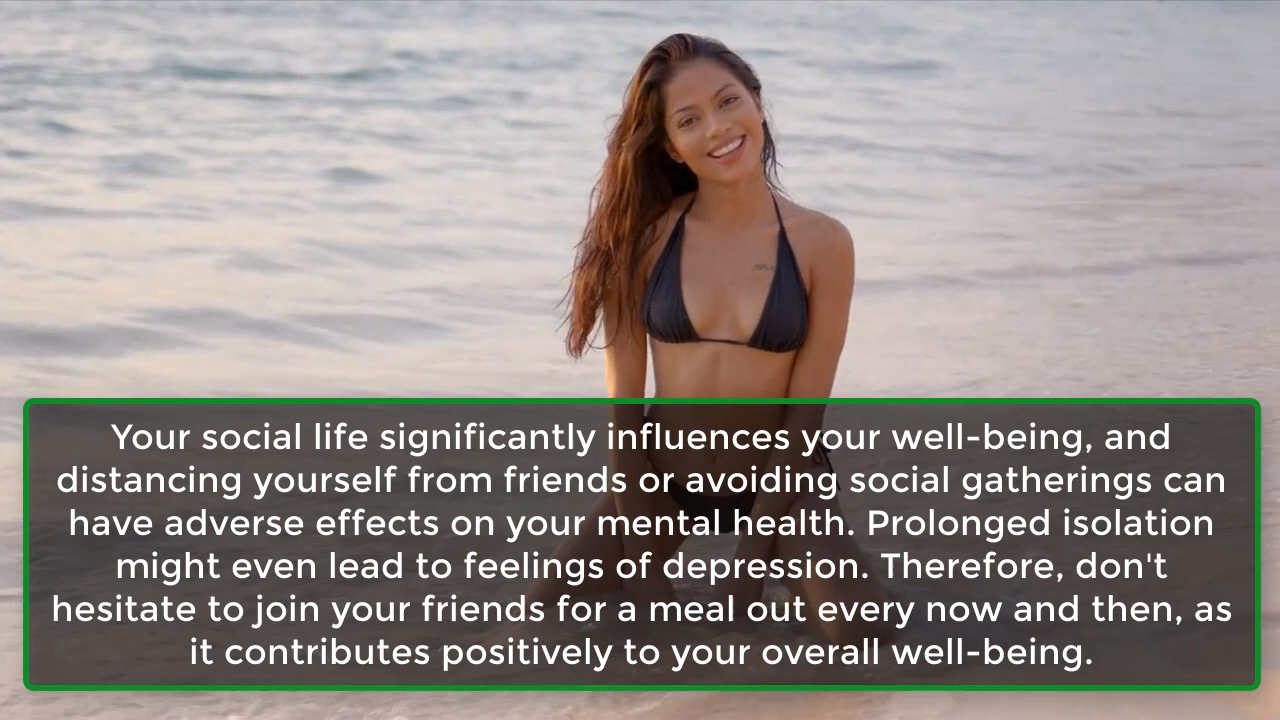 Your social life significantly influences your well-being, and
distancing yourself from friends or avoiding social gatherings can
have adverse effects on your mental health. Prolonged isolation
might even lead to feelings of depression. Therefore, don't
hesitate to join your friends for a meal out every now and then, as
it contributes positively to your overall well-being.